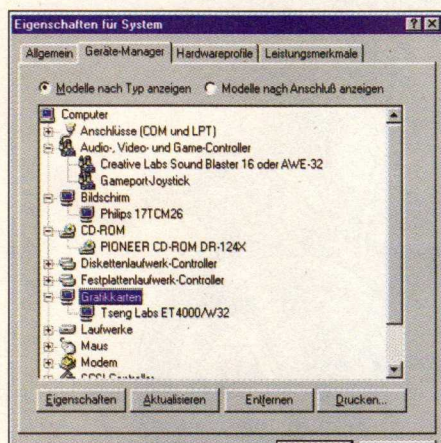 Eigenschaften für System
Allgemein Geräte-Manager Hardwareprofile Leistungsmerkmale
Modelle nach Typ anzeigen Modelle nach Anschluß anzeigen
Computer
Anschlüsse (COM und LPT)
Audio-, Video- und Game-Controller
Creative Labs Sound Blaster 16 oder AWE-32
Gameport-Joystick
Bildschirm
Philips 17TCM26
CD-ROM
PIONEER CD-ROM DR-124X
Diskettenlaufwerk-Controller
Festplattenlaufwerk-Controller
Grafikkarten
Tseng Labs ET4000/W32
Laufwerke
Maus
Modem
SCSI-Controller
Eigenschaften Aktualisieren Entfernen Drucken...